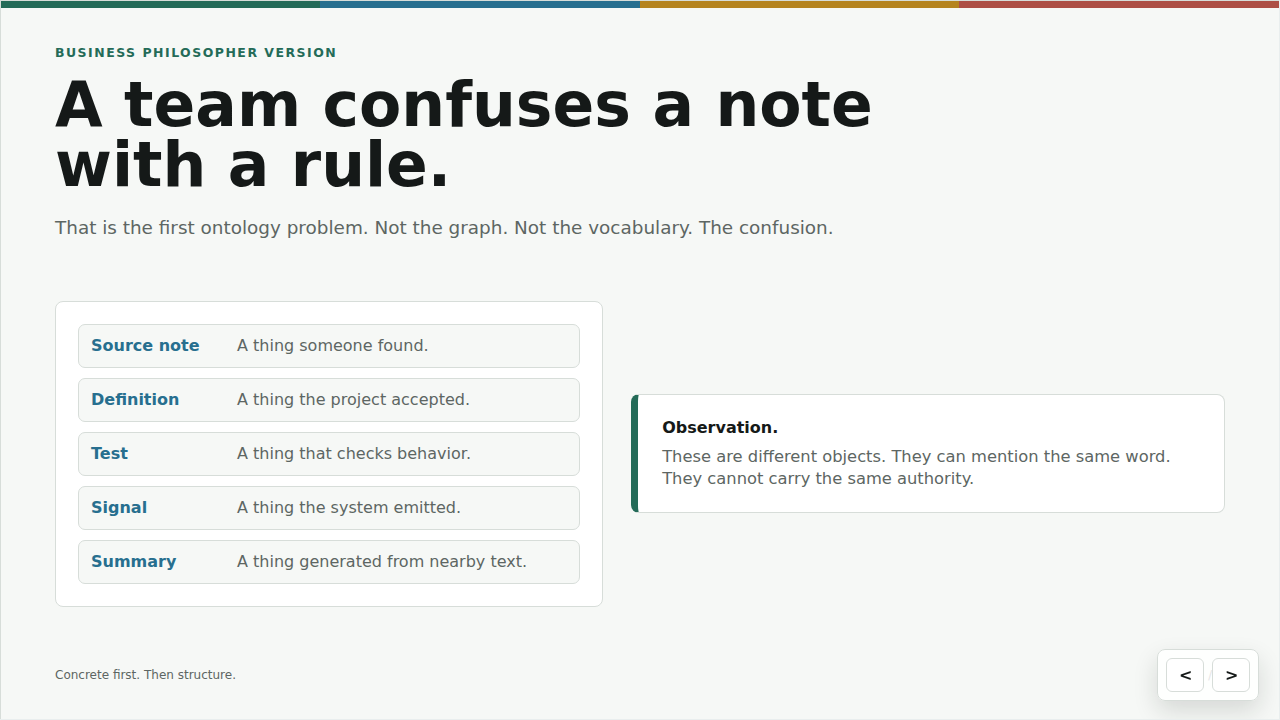 BUSINESS PHILOSOPHER VERSION
A team confuses a note
with a rule.
That is the first ontology problem. Not the graph. Not the vocabulary. The confusion.
Source note A thing someone found.
Definition A thing the project accepted.
Test A thing that checks behavior.
Signal A thing the system emitted.
Summary A thing generated from nearby text.
Observation.
These are different objects. They can mention the same word.
They cannot carry the same authority.
Concrete first. Then structure.
< / >